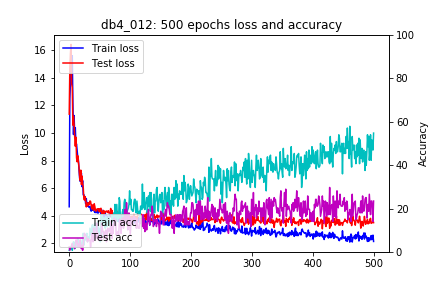 db4_012: 500 epochs loss and accuracy
Train loss
Test loss
Train acc
Test acc
Loss
16
14
12
10
8
6
4
2
Accuracy
100
80
60
40
20
0
0
100
200
300
400
500